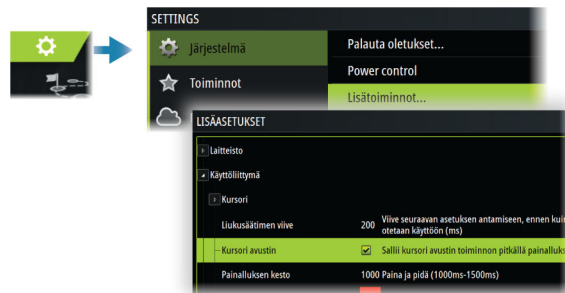 SETTINGS
Järjestelmä
Palauta oletukset...
Toiminnot
Power control
Lisätoiminnot...
LISÄASETUKSET
Laitteisto
Käyttöliittymä
Kursori
Liukusäätimen viive 200 Viive seuraavan asetuksen antamiseen, ennen kuin
otetaan käyttöön (ms)
Kursori avustin Sallii kursori avustin toiminnon pitkällä painalluks
Painalluksen kesto 1000 Paina ja pidä (1000ms-1500ms)